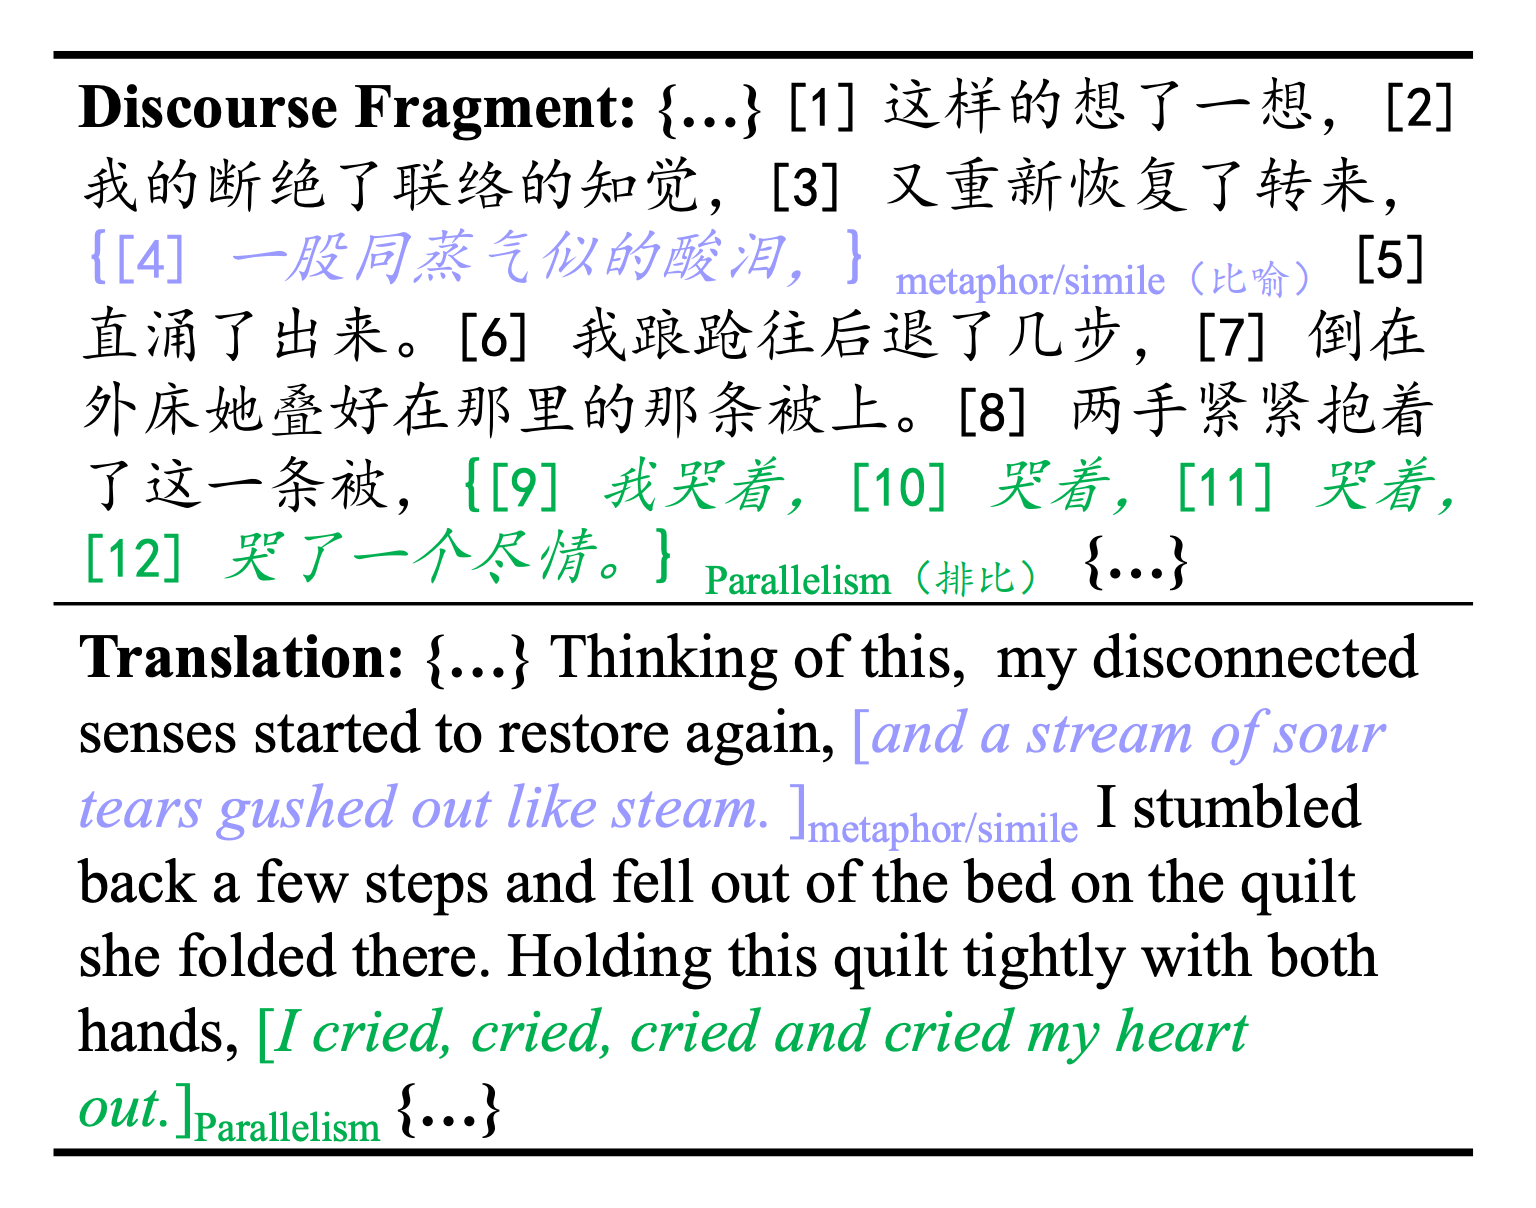 Discourse Fragment: {…} [1] 这样的想了一想，[2]
我的断绝了联络的知觉，[3] 又重新恢复了转来，
{[4] 一股同蒸气似的酸泪，} metaphor/simile（比喻） [5]
直涌了出来。[6] 我踉跄往后退了几步，[7] 倒在
外床她叠好在那里的那条被上。[8] 两手紧紧抱着
了这一条被，{[9] 我哭着，[10] 哭着，[11] 哭着，
[12] 哭了一个尽情。} Parallelism（排比） {…}
Translation: {…} Thinking of this, my disconnected
senses started to restore again, [and a stream of sour
tears gushed out like steam. ]metaphor/simile I stumbled
back a few steps and fell out of the bed on the quilt
she folded there. Holding this quilt tightly with both
hands, [I cried, cried, cried and cried my heart
out.]Parallelism {…}